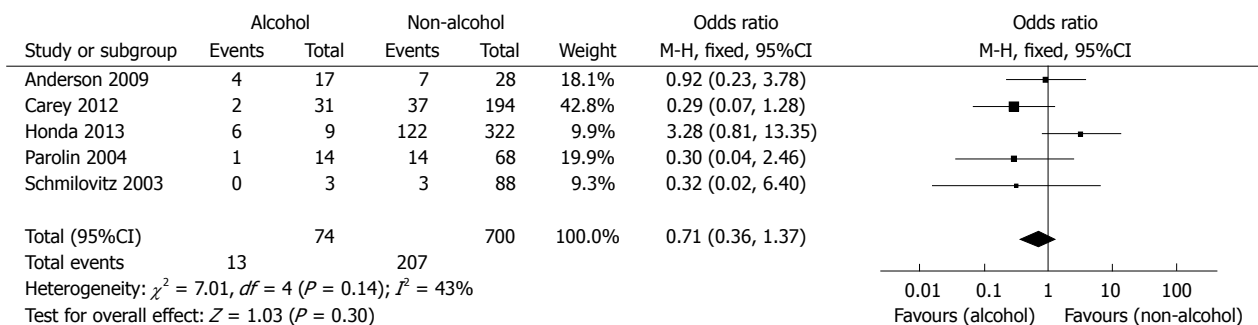 Alcohol Non-alcohol Odds ratio Odds ratio
Study or subgroup Events Total Events Total Weight M-H, fixed, 95%CI M-H, fixed, 95%CI
Anderson 2009 4 17 7 28 18.1% 0.92 (0.23, 3.78)
Carey 2012 2 31 37 194 42.8% 0.29 (0.07, 1.28)
Honda 2013 6 9 122 322 9.9% 3.28 (0.81, 13.35)
Parolin 2004 1 14 14 68 19.9% 0.30 (0.04, 2.46)
Schmilovitz 2003 0 3 3 88 9.3% 0.32 (0.02, 6.40)
Total (95%CI) 74 700 100.0% 0.71 (0.36, 1.37)
Total events 13 207
Heterogeneity: χ² = 7.01, df = 4 (P = 0.14); I² = 43%
Test for overall effect: Z = 1.03 (P = 0.30)
0.01 0.1 1 10 100
Favours (alcohol) Favours (non-alcohol)